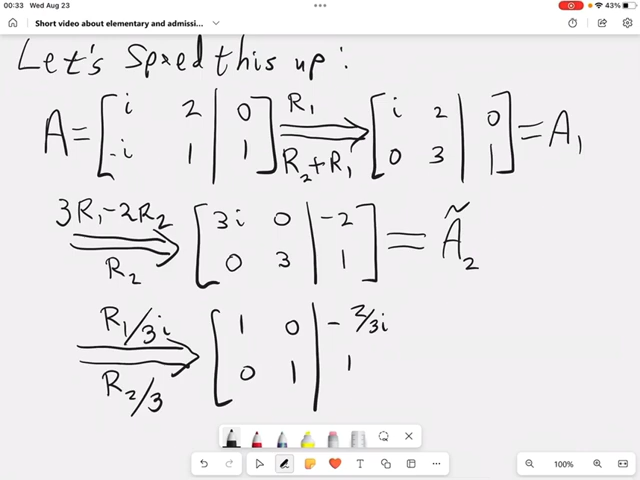 00:33 Wed Aug 23
43%
Short video about elementary and admissi...
Let's Speed this up:
A = [ i 2 | 0
R₁
[ i 2 | 0
-i 1 | 1 ]
R₂+R₁
0 3 | 1 ] = A₁
3R₁-2R₂
[ 3i 0 | -2
R₂
0 3 | 1 ] = Ã₂
R₁/3i
[ 1 0 | - 2/3i
R₂/3
0 1 | 1
T
100%